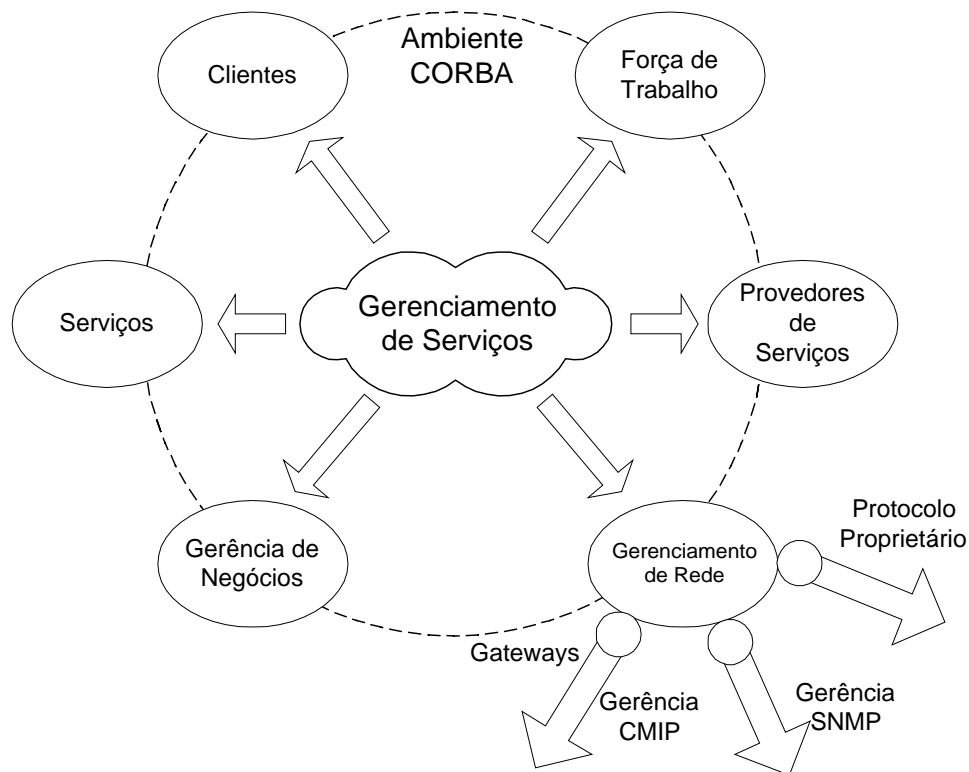 Ambiente
CORBA
Clientes
Força de
Trabalho
Gerenciamento
de Serviços
Serviços
Provedores
de
Serviços
Gerência de
Negócios
Gerenciamento
de Rede
Protocolo
Proprietário
Gateways
Gerência
CMIP
Gerência
SNMP